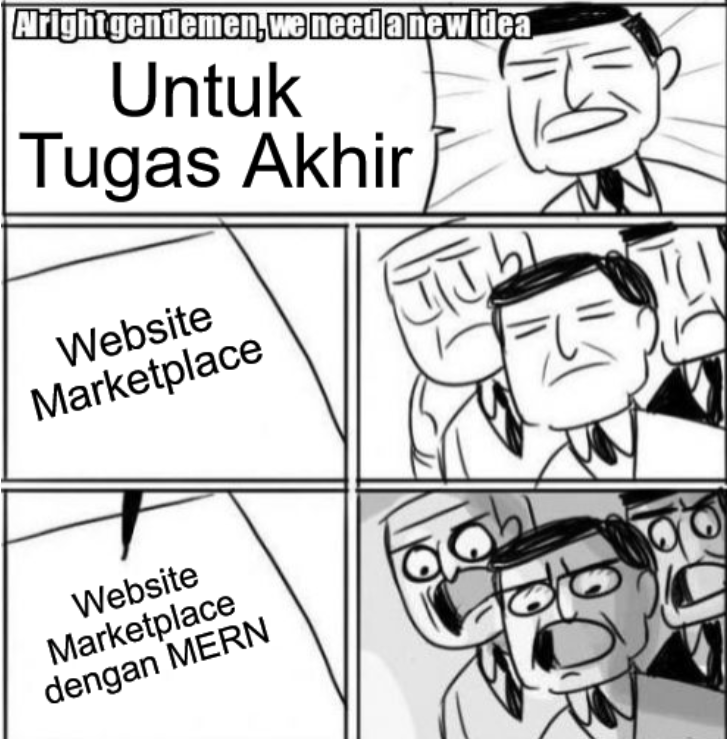 Alright gentlemen, we need a new idea
Untuk
Tugas Akhir
Website
Marketplace
Website
Marketplace
dengan MERN